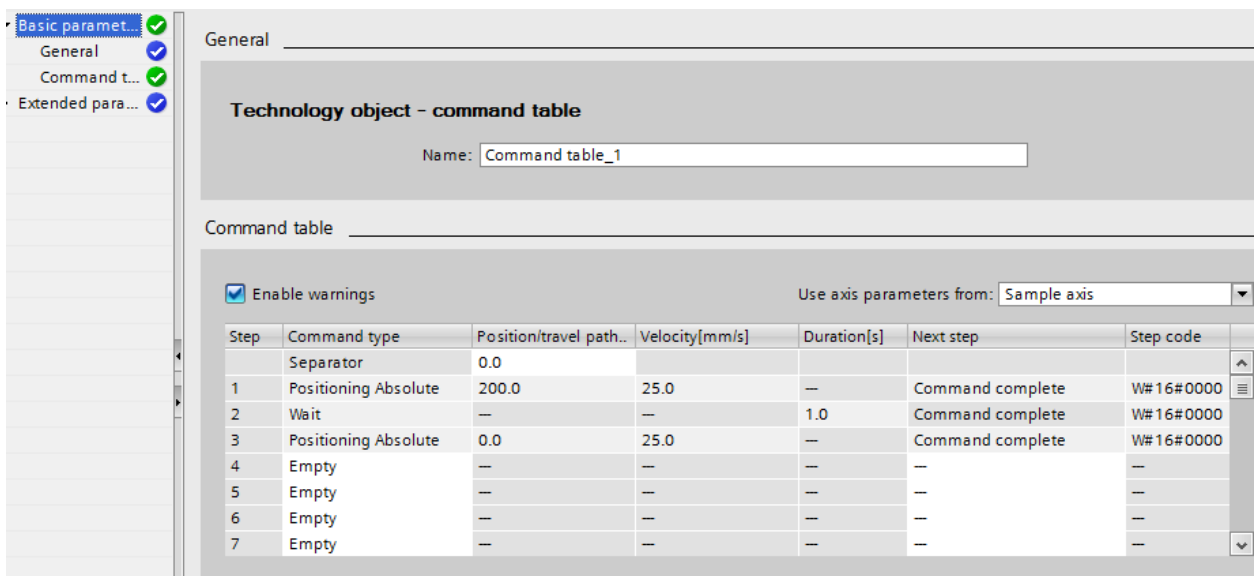 Basic paramet...
General
Command t...
Extended para...
General
Technology object - command table
Name: Command table_1
Command table
Enable warnings Use axis parameters from: Sample axis
Step Command type Position/travel path.. Velocity[mm/s] Duration[s] Next step Step code
Separator 0.0
1 Positioning Absolute 200.0 25.0 — Command complete W#16#0000
2 Wait — — 1.0 Command complete W#16#0000
3 Positioning Absolute 0.0 25.0 — Command complete W#16#0000
4 Empty — — — — —
5 Empty — — — — —
6 Empty — — — — —
7 Empty — — — — —